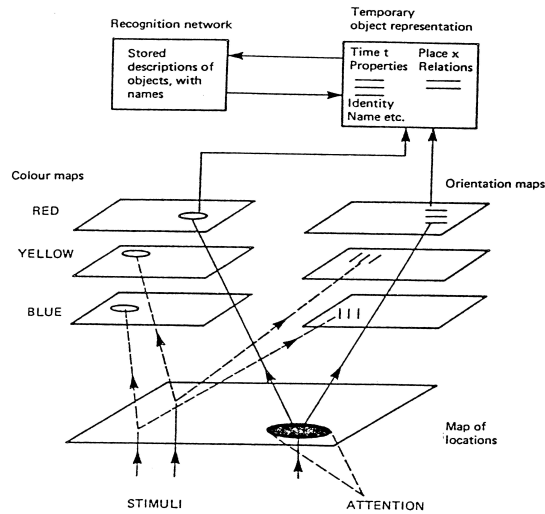 Recognition network
Stored
descriptions of
objects, with
names
Temporary
object representation
Time t Place x
Properties Relations
Identity
Name etc.
Colour maps
RED
YELLOW
BLUE
Orientation maps
Map of
locations
STIMULI
ATTENTION